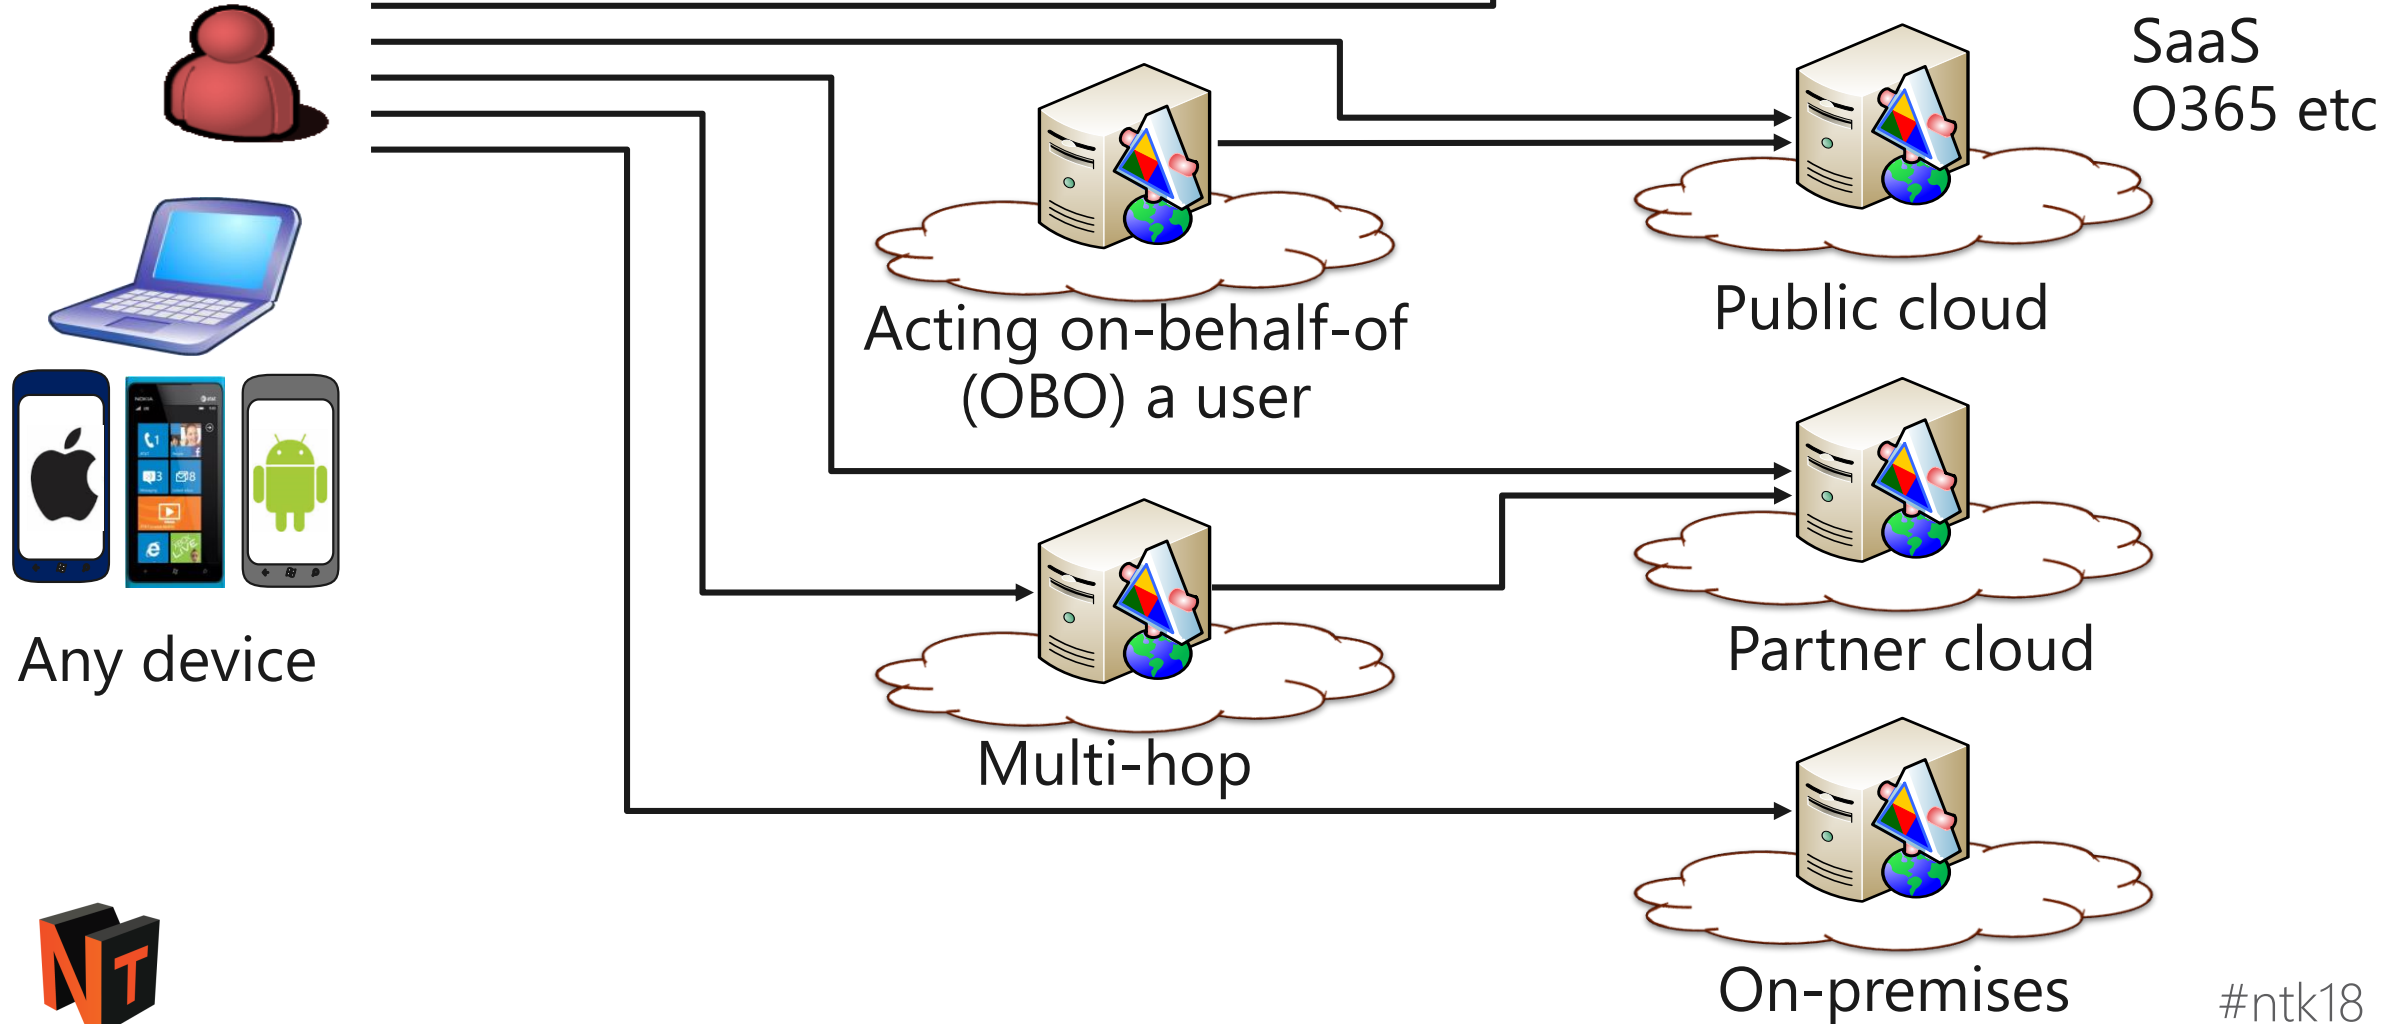 SaaS
O365 etc
Acting on-behalf-of
(OBO) a user
Public cloud
Any device
Partner cloud
Multi-hop
On-premises
NT
#ntk18